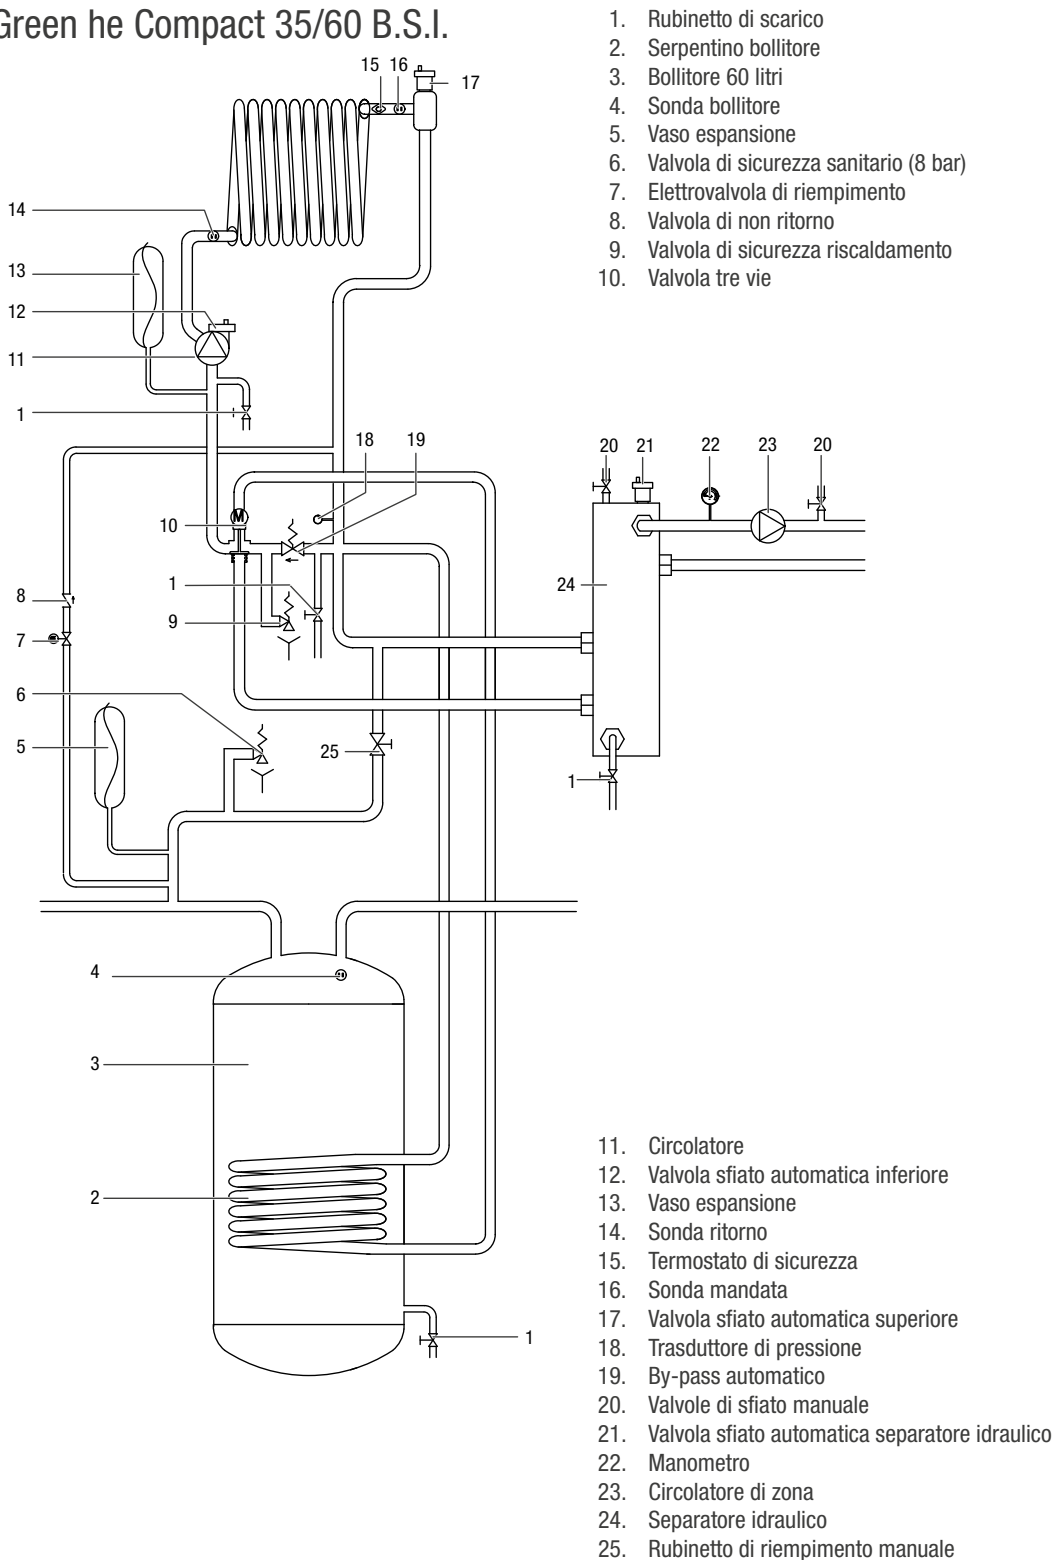 Green he Compact 35/60 B.S.I.
1. Rubinetto di scarico
2. Serpentino bollitore
3. Bollitore 60 litri
4. Sonda bollitore
5. Vaso espansione
6. Valvola di sicurezza sanitario (8 bar)
7. Elettrovalvola di riempimento
8. Valvola di non ritorno
9. Valvola di sicurezza riscaldamento
10. Valvola tre vie
15 16
17
14
13
12
11
1
18 19
20 21 22 23 20
10
M
1
24
8
9
7
6
5
25
1
4
3
2
1
11. Circolatore
12. Valvola sfiato automatica inferiore
13. Vaso espansione
14. Sonda ritorno
15. Termostato di sicurezza
16. Sonda mandata
17. Valvola sfiato automatica superiore
18. Trasduttore di pressione
19. By-pass automatico
20. Valvole di sfiato manuale
21. Valvola sfiato automatica separatore idraulico
22. Manometro
23. Circolatore di zona
24. Separatore idraulico
25. Rubinetto di riempimento manuale